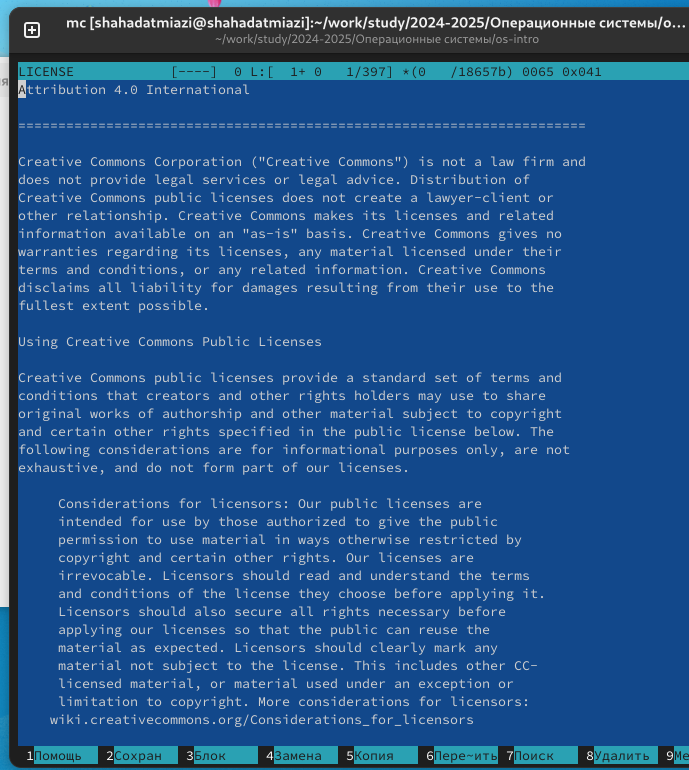 mc [shahadatmiazi@shahadatmiazi]:~/work/study/2024-2025/Операционные системы/o...
~/work/study/2024-2025/Операционные системы/os-intro
LICENSE [----] 0 L:[ 1+ 0 1/397] *(0 /18657b) 0065 0x041
Attribution 4.0 International
=======================================================================
Creative Commons Corporation ("Creative Commons") is not a law firm and
does not provide legal services or legal advice. Distribution of
Creative Commons public licenses does not create a lawyer-client or
other relationship. Creative Commons makes its licenses and related
information available on an "as-is" basis. Creative Commons gives no
warranties regarding its licenses, any material licensed under their
terms and conditions, or any related information. Creative Commons
disclaims all liability for damages resulting from their use to the
fullest extent possible.
Using Creative Commons Public Licenses
Creative Commons public licenses provide a standard set of terms and
conditions that creators and other rights holders may use to share
original works of authorship and other material subject to copyright
and certain other rights specified in the public license below. The
following considerations are for informational purposes only, are not
exhaustive, and do not form part of our licenses.
Considerations for licensors: Our public licenses are
intended for use by those authorized to give the public
permission to use material in ways otherwise restricted by
copyright and certain other rights. Our licenses are
irrevocable. Licensors should read and understand the terms
and conditions of the license they choose before applying it.
Licensors should also secure all rights necessary before
applying our licenses so that the public can reuse the
material as expected. Licensors should clearly mark any
material not subject to the license. This includes other CC-
licensed material, or material used under an exception or
limitation to copyright. More considerations for licensors:
wiki.creativecommons.org/Considerations_for_licensors
1Помощь 2Сохран 3Блок 4Замена 5Копия 6Пере~ить 7Поиск 8Удалить 9Ме